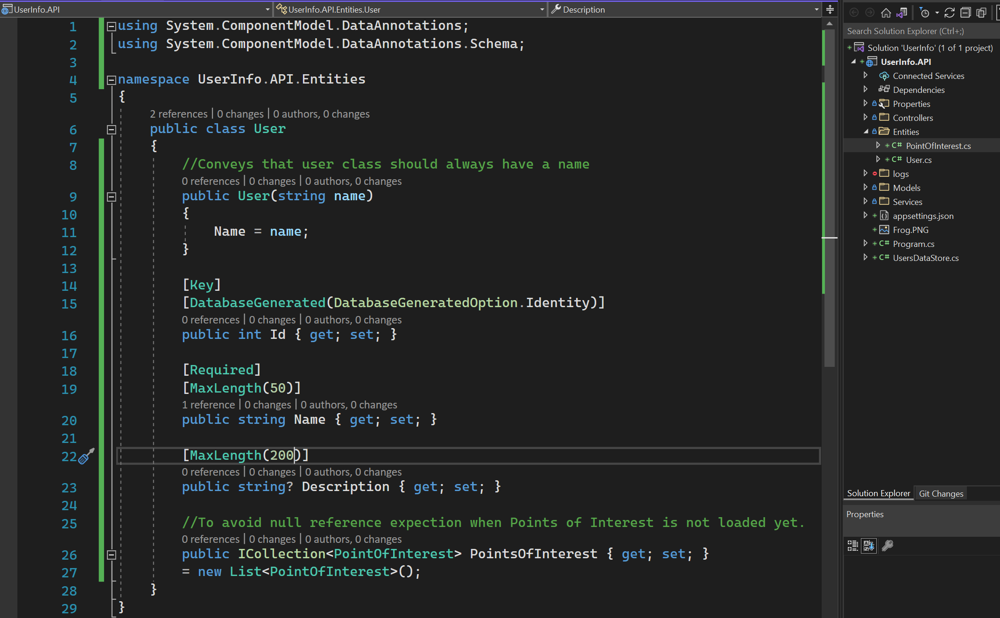 UserInfo.API
UserInfo.API.Entities.User
Description
1 using System.ComponentModel.DataAnnotations;
2 using System.ComponentModel.DataAnnotations.Schema;
3
4 namespace UserInfo.API.Entities
5 {
2 references | 0 changes | 0 authors, 0 changes
6 public class User
7 {
8 //Conveys that user class should always have a name
0 references | 0 changes | 0 authors, 0 changes
9 public User(string name)
10 {
11 Name = name;
12 }
13
14 [Key]
15 [DatabaseGenerated(DatabaseGeneratedOption.Identity)]
0 references | 0 changes | 0 authors, 0 changes
16 public int Id { get; set; }
17
18 [Required]
19 [MaxLength(50)]
1 reference | 0 changes | 0 authors, 0 changes
20 public string Name { get; set; }
21
22 [MaxLength(200)]
0 references | 0 changes | 0 authors, 0 changes
23 public string? Description { get; set; }
24
25 //To avoid null reference expection when Points of Interest is not loaded yet.
0 references | 0 changes | 0 authors, 0 changes
26 public ICollection<PointOfInterest> PointsOfInterest { get; set; }
27 = new List<PointOfInterest>();
28 }
29 }
Search Solution Explorer (Ctrl+;)
Solution 'UserInfo' (1 of 1 project)
UserInfo.API
Connected Services
Dependencies
Properties
Controllers
Entities
C# PointOfInterest.cs
C# User.cs
logs
Models
Services
appsettings.json
Frog.PNG
C# Program.cs
C# UsersDataStore.cs
Solution Explorer
Git Changes
Properties